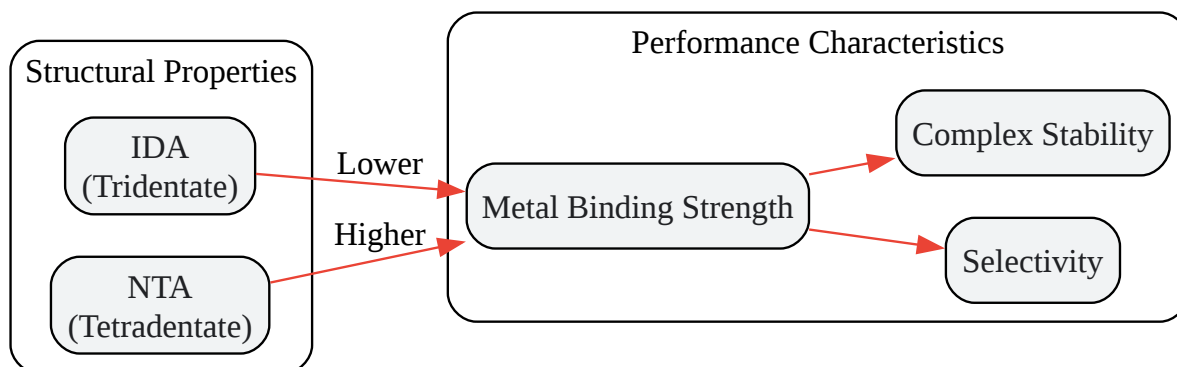 Structural Properties
IDA
(Tridentate)
NTA
(Tetradentate)
Lower
Higher
Performance Characteristics
Metal Binding Strength
Complex Stability
Selectivity